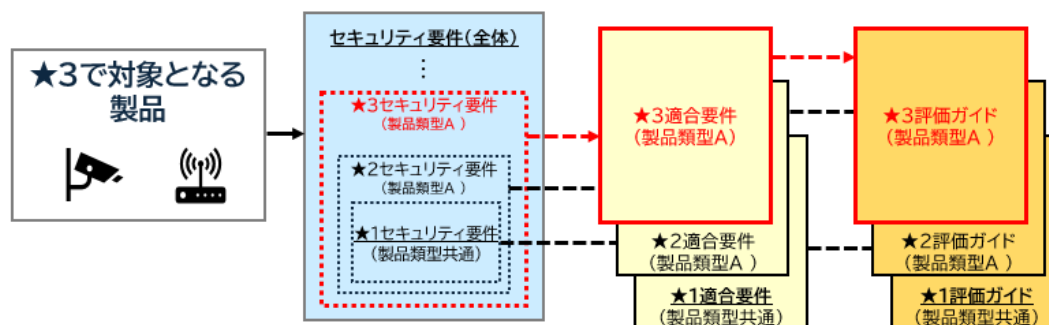 ★3で対象となる
製品
セキュリティ要件(全体)
⋮
★3セキュリティ要件
(製品類型A )
★2セキュリティ要件
(製品類型A )
★1セキュリティ要件
(製品類型共通)
★3適合要件
(製品類型A)
★2適合要件
(製品類型A )
★1適合要件
(製品類型共通)
★3評価ガイド
(製品類型A )
★2評価ガイド
(製品類型A )
★1評価ガイド
(製品類型共通)